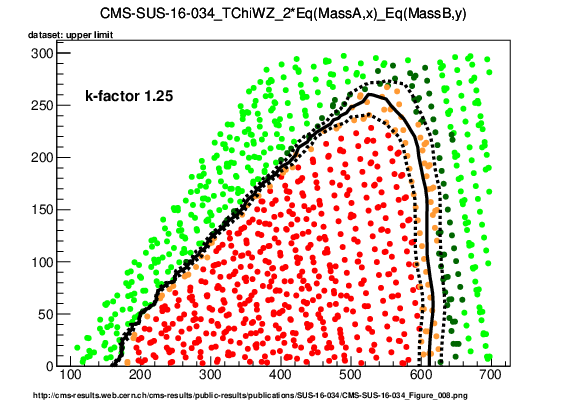 CMS-SUS-16-034_TChiWZ_2*Eq(MassA,x)_Eq(MassB,y)
dataset: upper limit
300
k-factor 1.25
250
200
150
100
50
0
100 200 300 400 500 600 700
http://cms-results.web.cern.ch/cms-results/public-results/publications/SUS-16-034/CMS-SUS-16-034_Figure_008.png